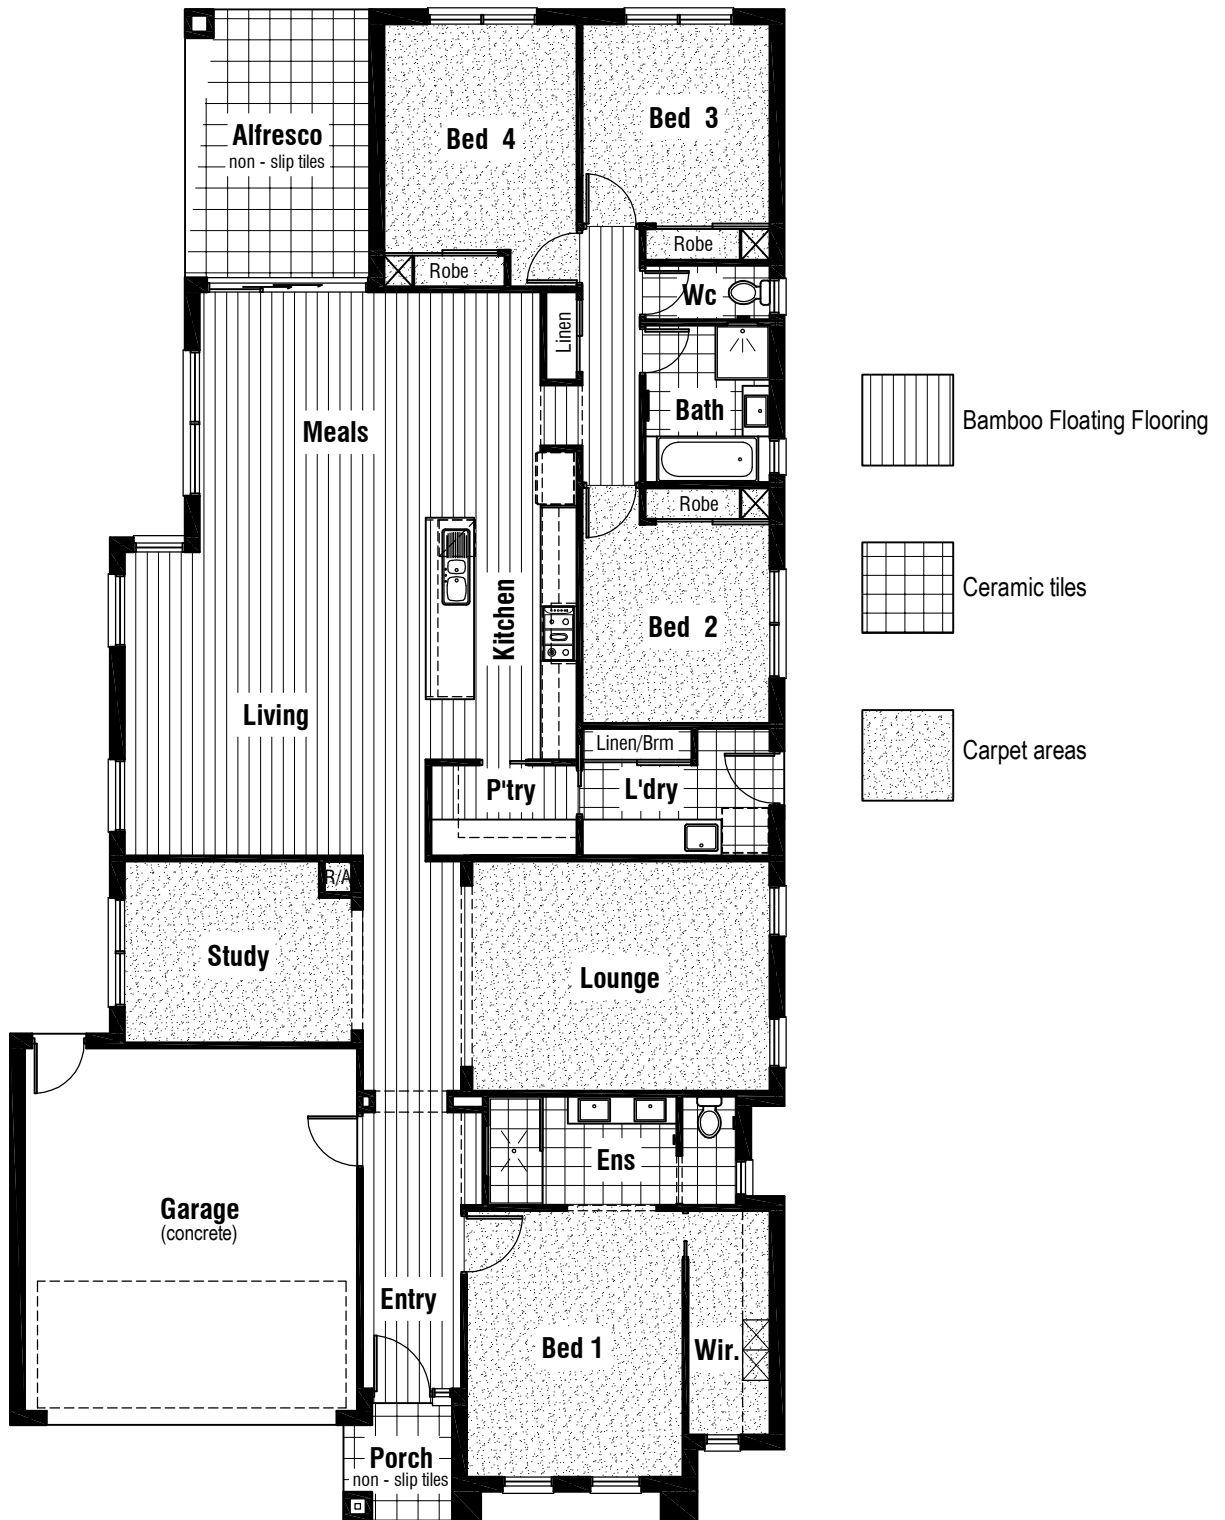 Alfresco
non - slip tiles
Bed 4
Bed 3
Robe
Robe
Wc
Linen
Bath
Meals
Bamboo Floating Flooring
Robe
Kitchen
Bed 2
Ceramic tiles
Living
Linen/Brm
P'try
L'dry
Carpet areas
R/A
Study
Lounge
Ens
Garage
(concrete)
Entry
Bed 1
Wir.
Porch
non - slip tiles